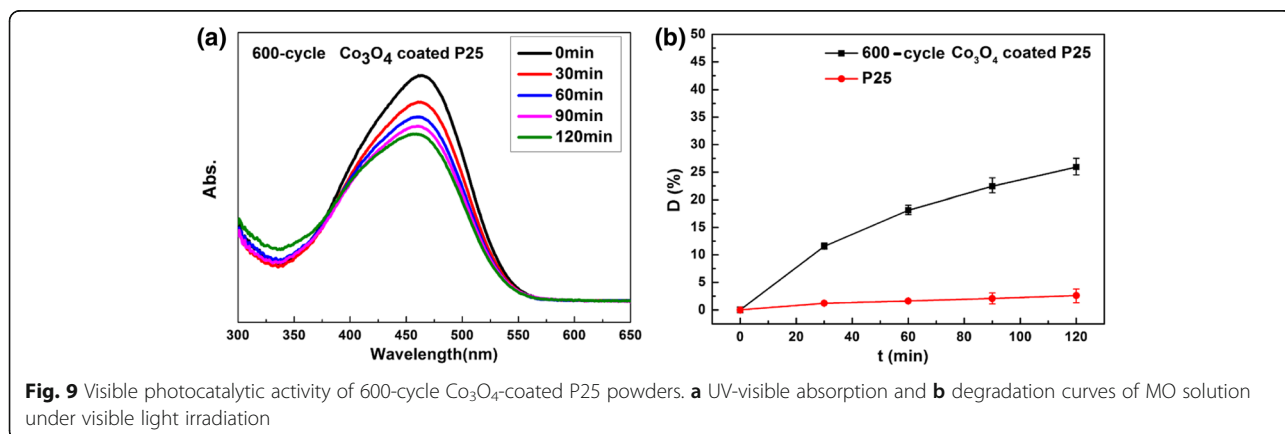 (a)
600-cycle Co3O4 coated P25
0min
30min
60min
90min
120min
Abs.
300 350 400 450 500 550 600 650
Wavelength(nm)
(b)
50
45
40
35
30
25
20
15
10
5
0
D (%)
600-cycle Co3O4 coated P25
P25
0 20 40 60 80 100 120
t (min)
Fig. 9 Visible photocatalytic activity of 600-cycle Co3O4-coated P25 powders. a UV-visible absorption and b degradation curves of MO solution
under visible light irradiation